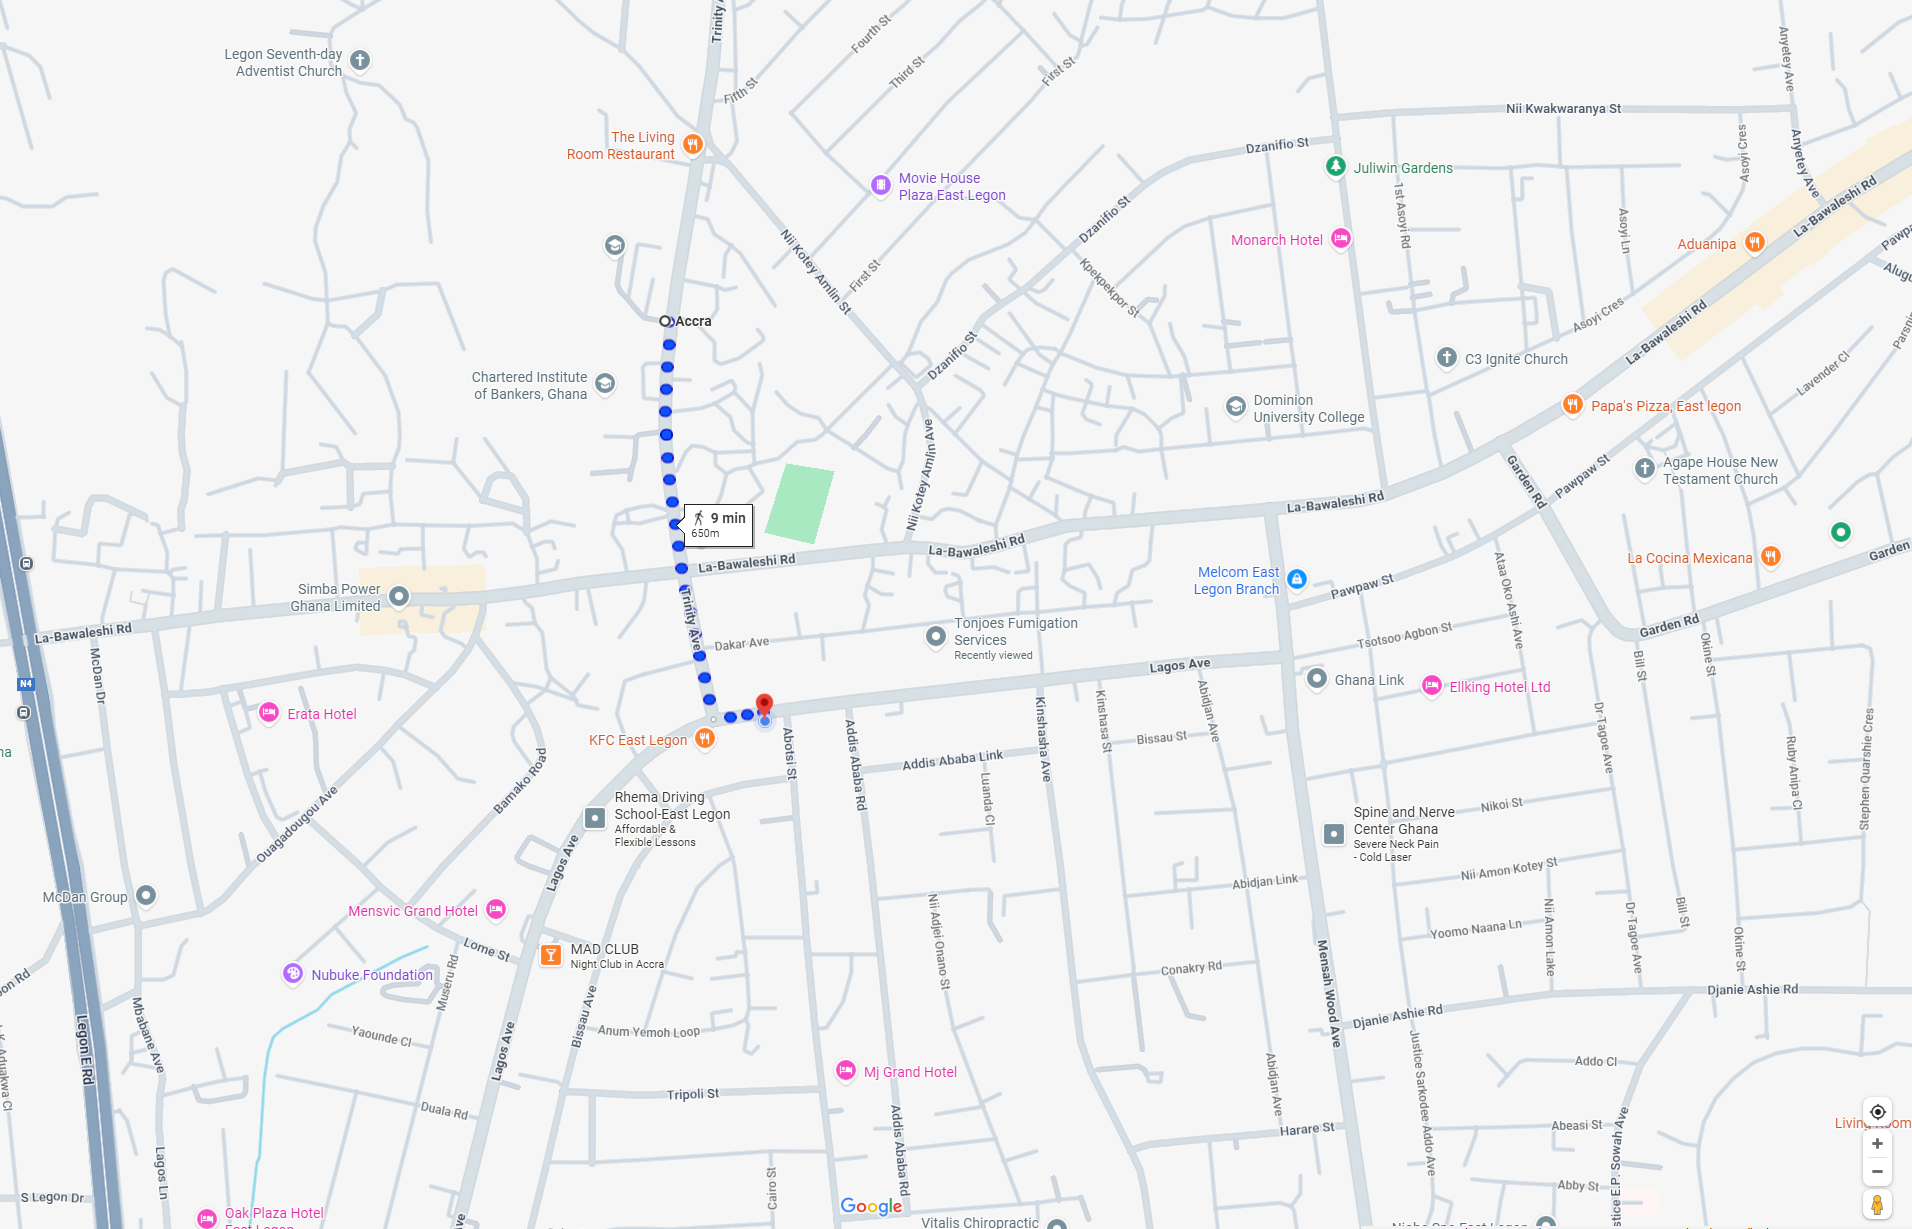 Trinity A
Fourth St
Legon Seventh-day
Adventist Church
Third St
First St
Fifth St
Anyetey Ave
Nii Kwakwaranya St
The Living
Room Restaurant
Dzanifio St
Asoyi Cres
Anyetey Ave
Juliwin Gardens
Movie House
Plaza East Legon
1st Asoyi Rd
La-Bawaleshi Rd
Dzanifio St
Asoyi Ln
Monarch Hotel
Aduanipa
Pawpa
Nii Kotey Amlin St
First St
Kpekpekpor St
Alugu
Accra
Asoyi Cres
La-Bawaleshi Rd
Parsni
Dzanifio St
C3 Ignite Church
Lavender Cl
Chartered Institute
of Bankers, Ghana
Dominion
University College
Papa's Pizza, East legon
Nii Kotey Amlin Ave
Garden Rd
Pawpaw St
Agape House New
Testament Church
La-Bawaleshi Rd
9 min
650m
La-Bawaleshi Rd
La-Bawaleshi Rd
La Cocina Mexicana
Garden
Melcom East
Legon Branch
Pawpaw St
Ataa Oko Ashi Ave
Simba Power
Ghana Limited
Trinity Ave
La-Bawaleshi Rd
Tonjoes Fumigation
Services
Recently viewed
Dakar Ave
Tsotsoo Agbon St
Garden Rd
McDan Dr
Lagos Ave
Bill St
Okine St
N4
Ghana Link
Ellking Hotel Ltd
Abidjan Ave
Erata Hotel
Kinshasha Ave
Kinshasa St
Dr Tagoe Ave
KFC East Legon
Abotsi St
Addis Ababa Rd
Bissau St
Ruby Anipa Cl
Stephen Quarshie Cres
na
Addis Ababa Link
Bamako Roa
Luanda Cl
Rhema Driving
School-East Legon
Affordable &
Flexible Lessons
Ouagadougou Ave
Nikoi St
Spine and Nerve
Center Ghana
Severe Neck Pain
- Cold Laser
Lagos Ave
McDan Group
Abidjan Link
Nii Amon Kotey St
Mensvic Grand Hotel
Nii Adjei Onano St
Nii Amon Lake
Dr Tagoe Ave
Bill St
Okine St
Lome St
MAD CLUB
Night Club in Accra
Yoomo Naana Ln
Nubuke Foundation
Museru Rd
Conakry Rd
Mensah Wood Ave
on Rd
Djanie Ashie Rd
Bissau Ave
Djanie Ashie Rd
Mbabane Ave
Legon E Rd
Yaounde Cl
Anum Yemoh Loop
Lagos Ave
Justice Sarkodee Addo Ave
Addo Cl
Mj Grand Hotel
Abidjan Ave
Tripoli St
Duala Rd
Addis Ababa Rd
Harare St
Abeasi St
Living Room
Lagos Ln
Cairo St
stice E.P. Sowah Ave
S Legon Dr
Abby St
Oak Plaza Hotel
Google
Vitalis Chiropractic